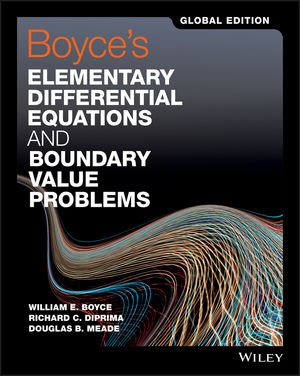 GLOBAL EDITION
Boyce's
ELEMENTARY
DIFFERENTIAL
EQUATIONS
AND
BOUNDARY
VALUE
PROBLEMS
WILLIAM E. BOYCE
RICHARD C. DIPRIMA
DOUGLAS B. MEADE
WILEY